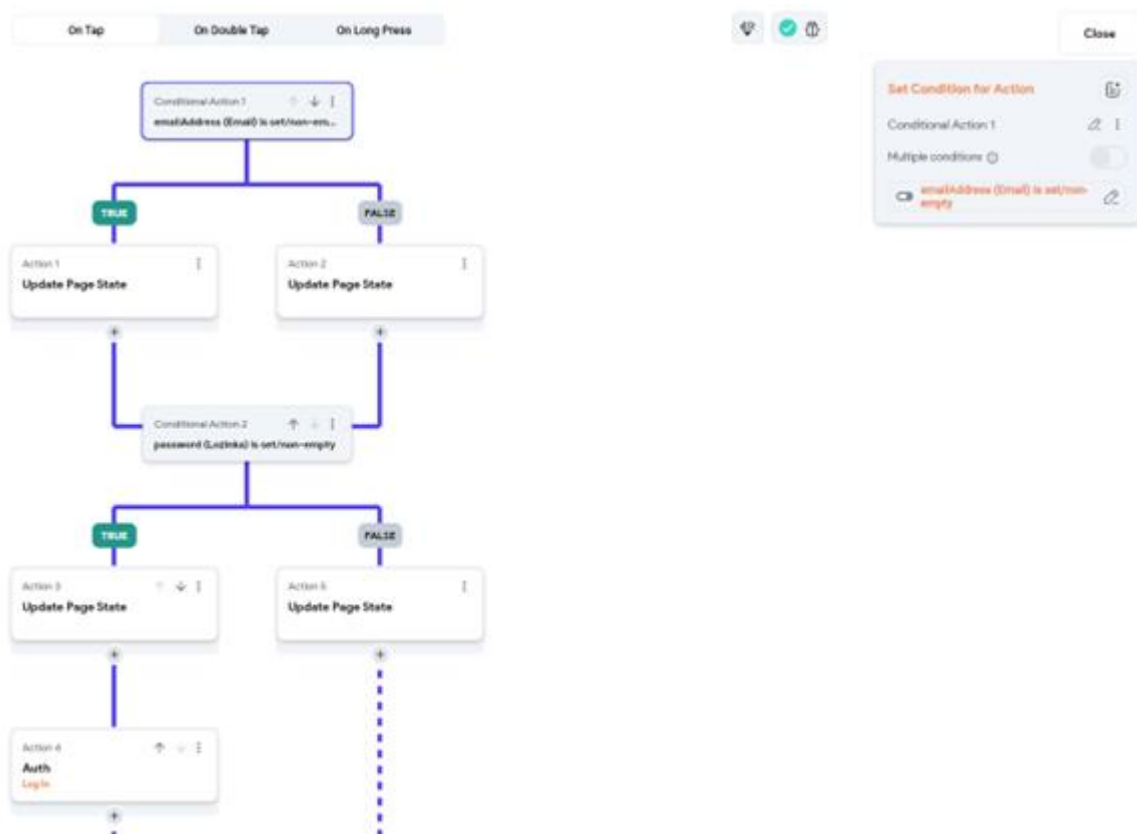 On Tap
On Double Tap
On Long Press
Close
Conditional Action 1
emailAddress (Email) is set/non-em...
TRUE
FALSE
Action 1
Update Page State
Action 2
Update Page State
Conditional Action 2
password (Lozinka) is set/non-empty
TRUE
FALSE
Action 3
Update Page State
Action 5
Update Page State
Action 4
Auth
Log In
Set Condition for Action
Conditional Action 1
Multiple conditions
emailAddress (Email) is set/non-
empty